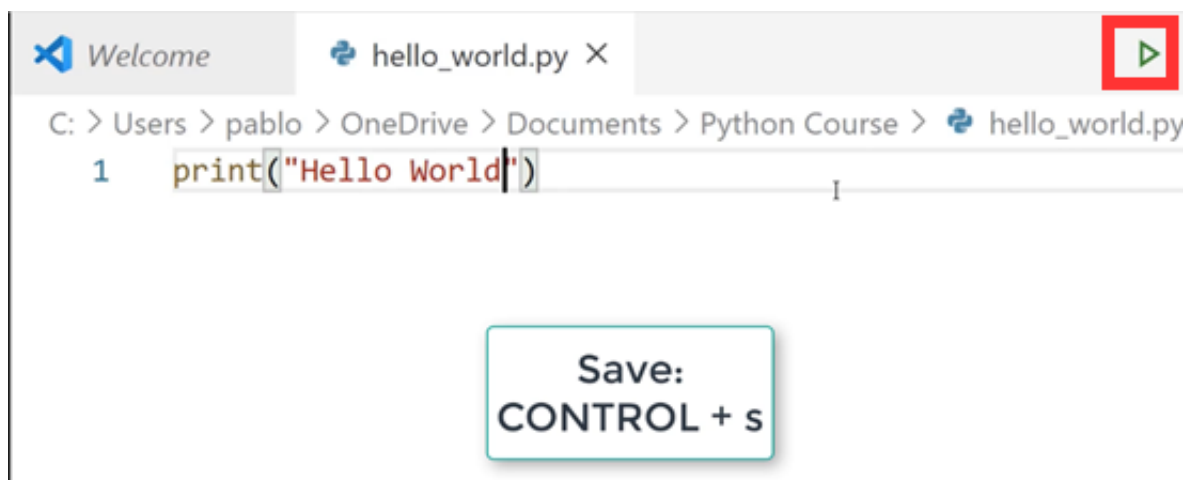 Welcome hello_world.py
C: > Users > pablo > OneDrive > Documents > Python Course > hello_world.py
1 print("Hello World")
Save:
CONTROL + s